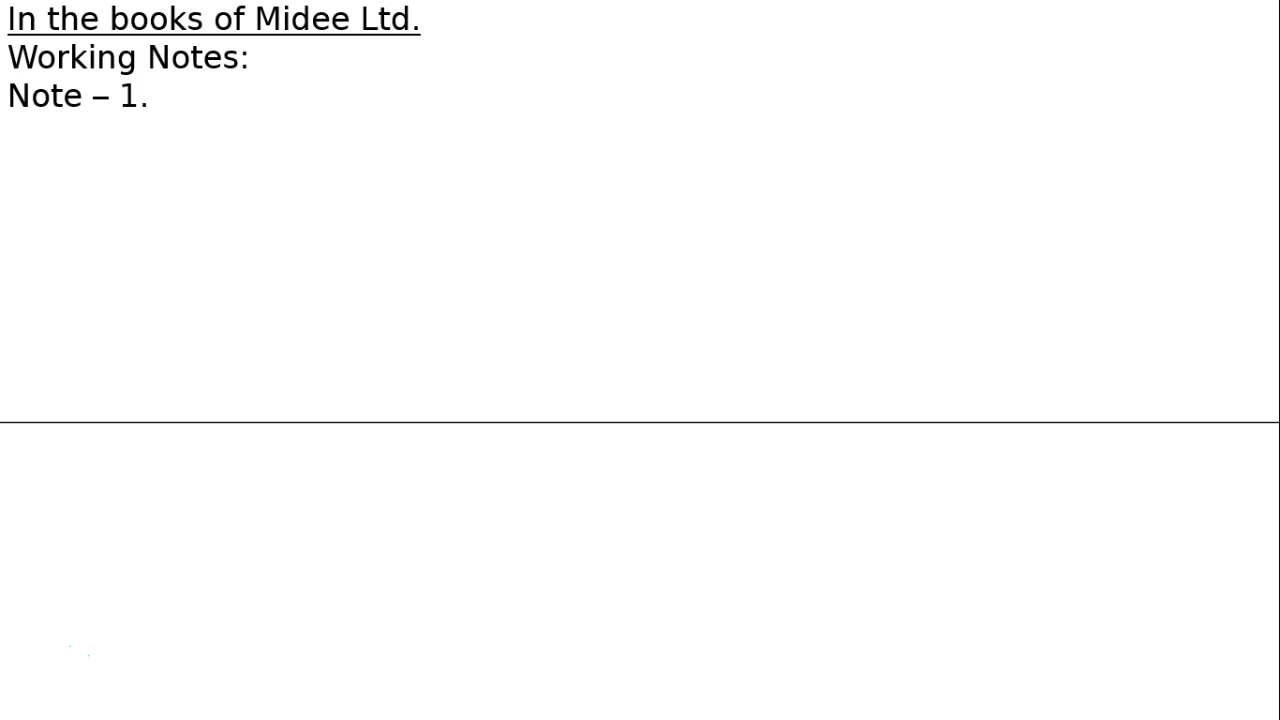 In the books of Midee Ltd.
Working Notes:
Note – 1.